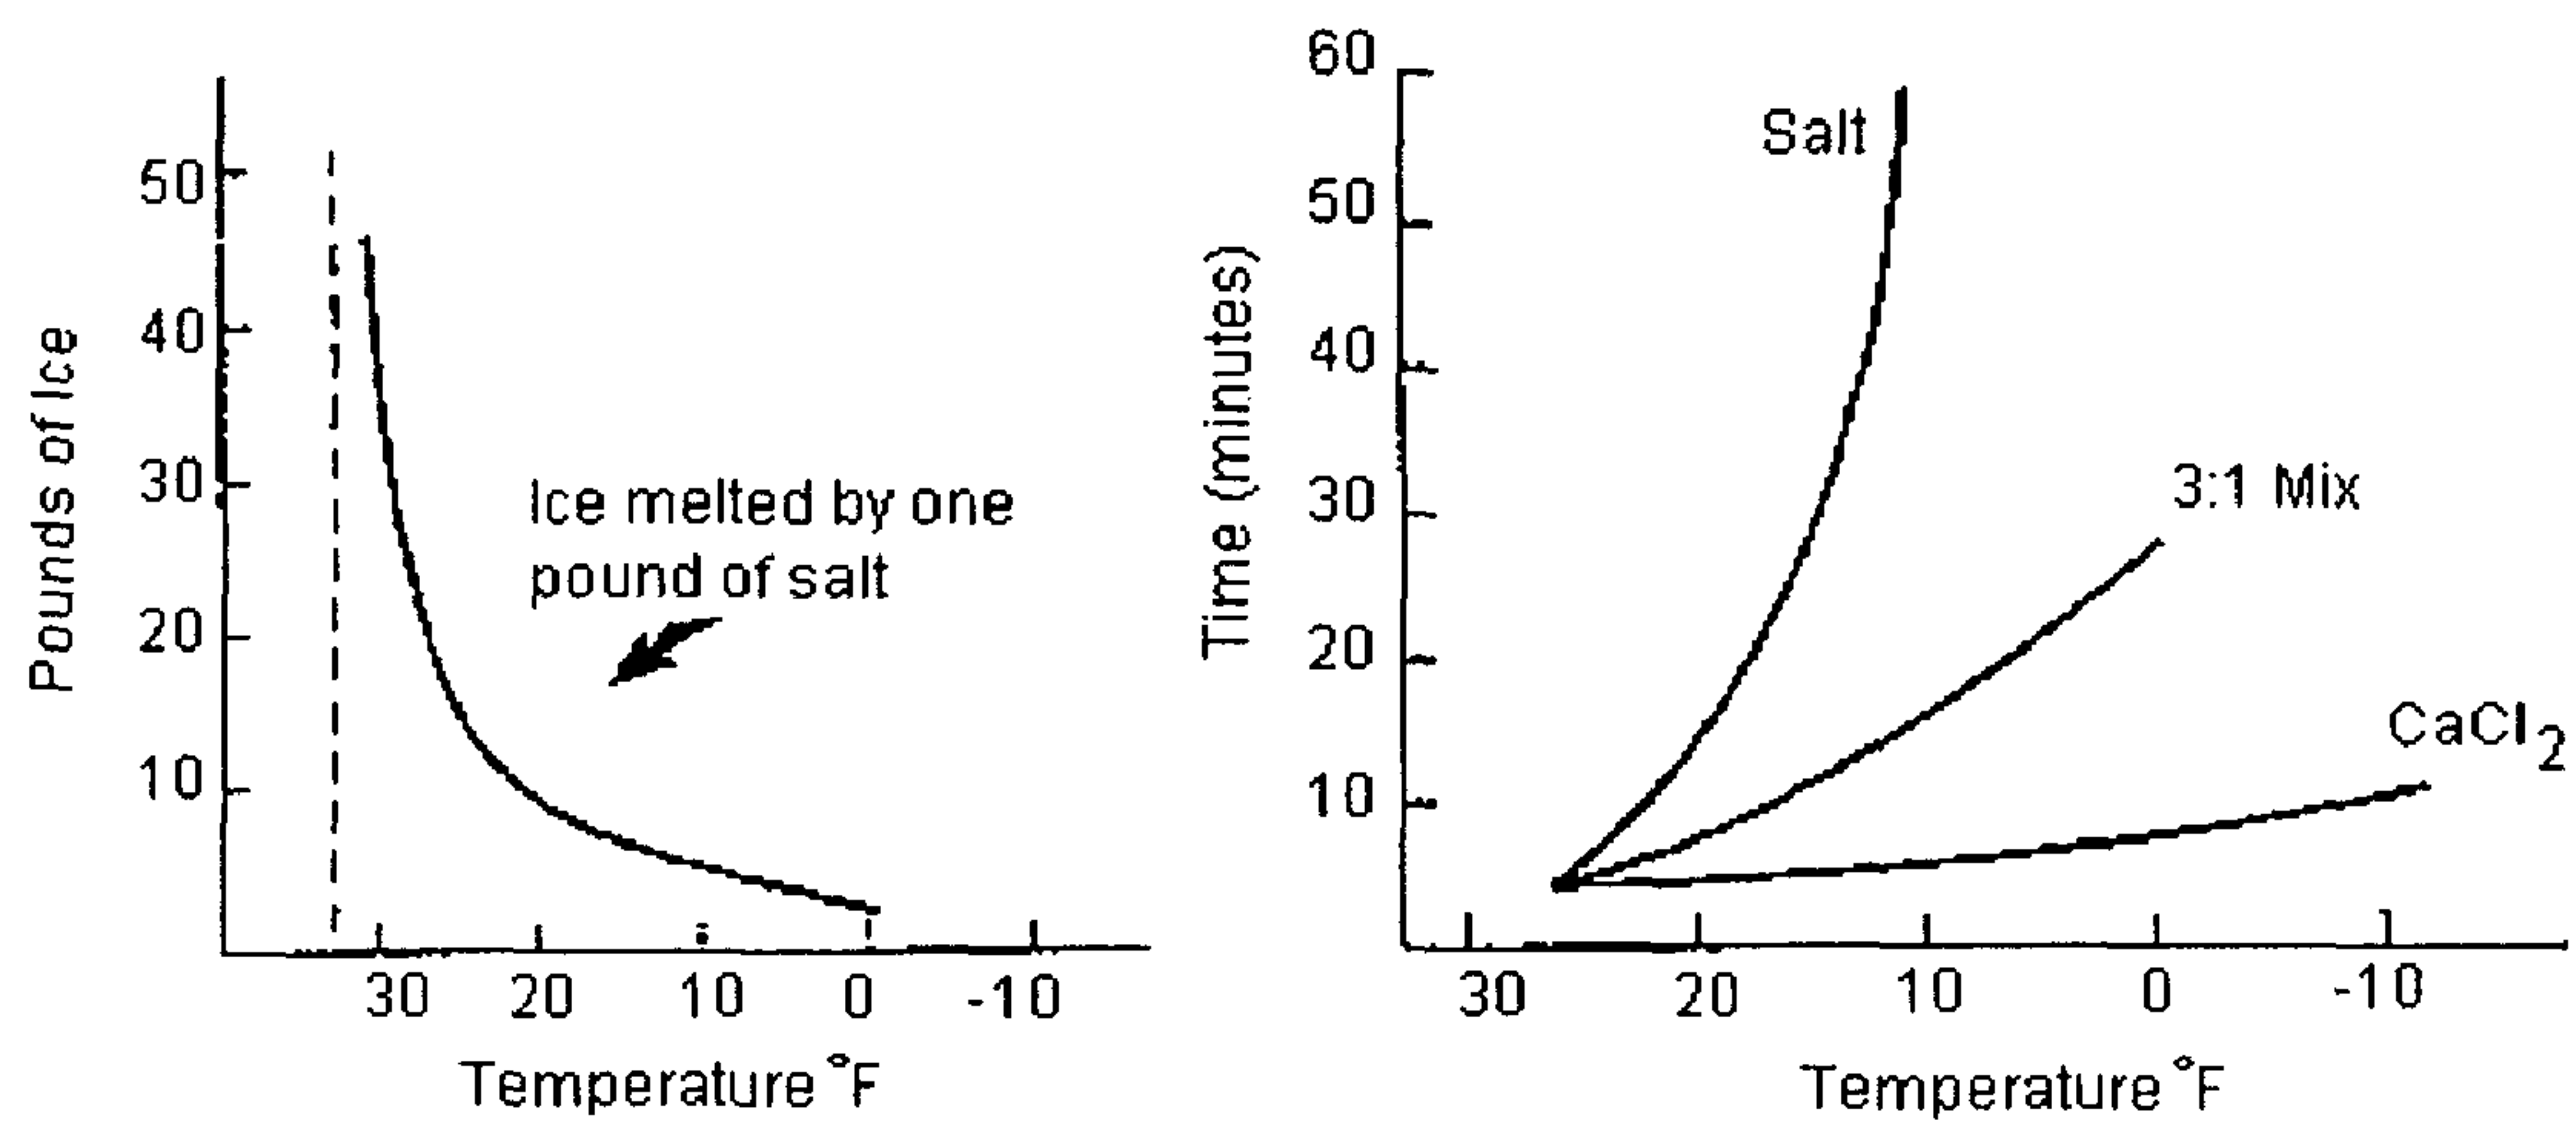 50
40
30
20
10
Pounds of Ice
Ice melted by one
pound of salt
30 20 10 0 -10
Temperature °F
60
50
40
30
20
10
Time (minutes)
Salt
3:1 Mix
CaCl2
30 20 10 0 -10
Temperature °F